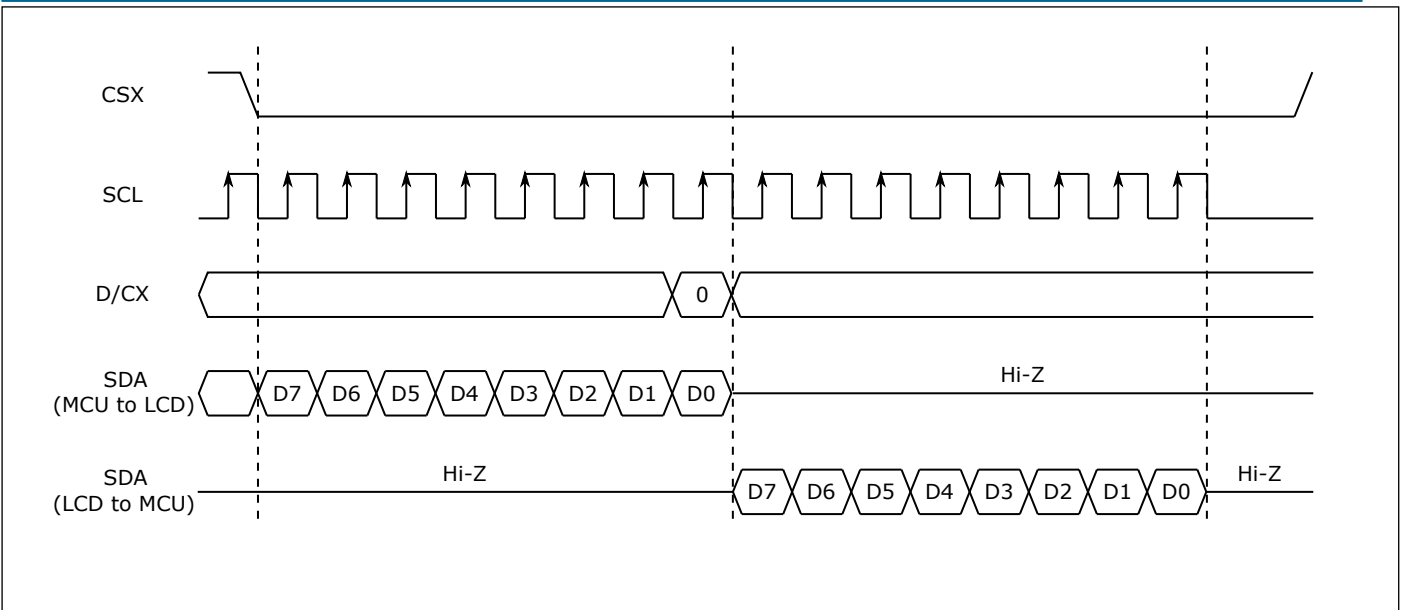 CSX
SCL
D/CX
0
SDA
(MCU to LCD)
D7 D6 D5 D4 D3 D2 D1 D0
Hi-Z
SDA
(LCD to MCU)
Hi-Z
D7 D6 D5 D4 D3 D2 D1 D0
Hi-Z